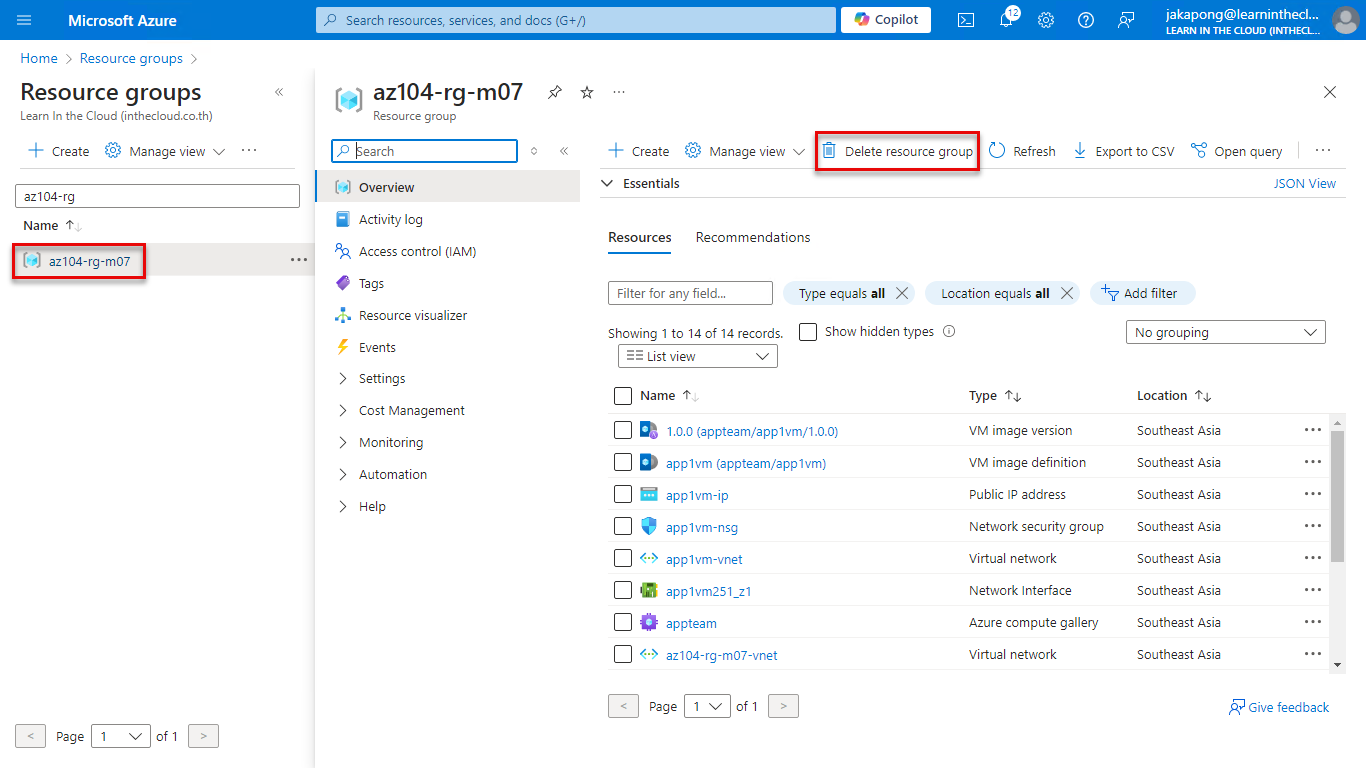 Microsoft Azure
Search resources, services, and docs (G+/)
Copilot
12
jakapong@learninthecl...
LEARN IN THE CLOUD (INTHECL...
Home > Resource groups >
Resource groups
Learn In the Cloud (inthecloud.co.th)
Create
Manage view
az104-rg
Name
az104-rg-m07
Page 1 of 1
az104-rg-m07
Resource group
Search
Overview
Activity log
Access control (IAM)
Tags
Resource visualizer
Events
Settings
Cost Management
Monitoring
Automation
Help
Create
Manage view
Delete resource group
Refresh
Export to CSV
Open query
Essentials
JSON View
Resources
Recommendations
Filter for any field...
Type equals all
Location equals all
Add filter
Showing 1 to 14 of 14 records.
Show hidden types
No grouping
List view
Name Type Location
1.0.0 (appteam/app1vm/1.0.0) VM image version Southeast Asia
app1vm (appteam/app1vm) VM image definition Southeast Asia
app1vm-ip Public IP address Southeast Asia
app1vm-nsg Network security group Southeast Asia
app1vm-vnet Virtual network Southeast Asia
app1vm251_z1 Network Interface Southeast Asia
appteam Azure compute gallery Southeast Asia
az104-rg-m07-vnet Virtual network Southeast Asia
< Page 1 of 1 >
Give feedback